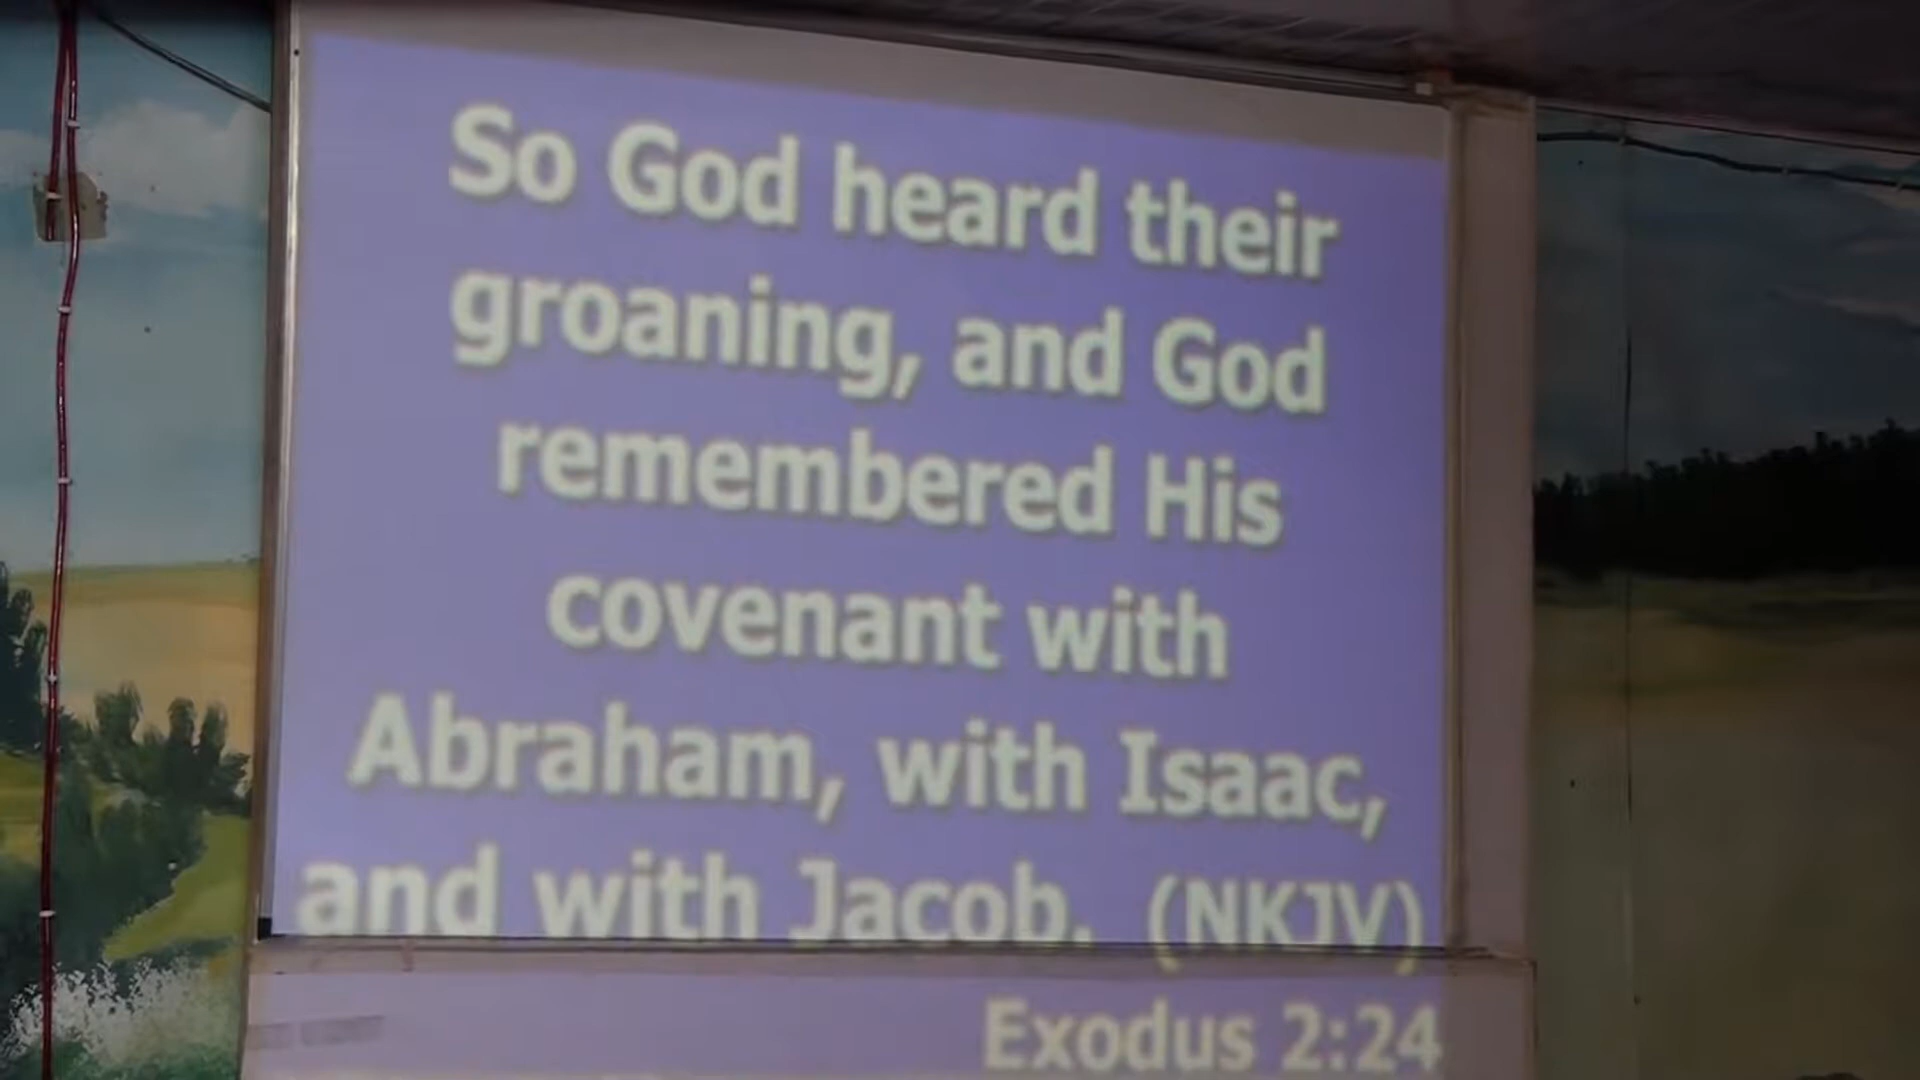 So God heard their
groaning, and God
remembered His
covenant with
Abraham, with Isaac,
and with Jacob. (NKJV)
Exodus 2:24